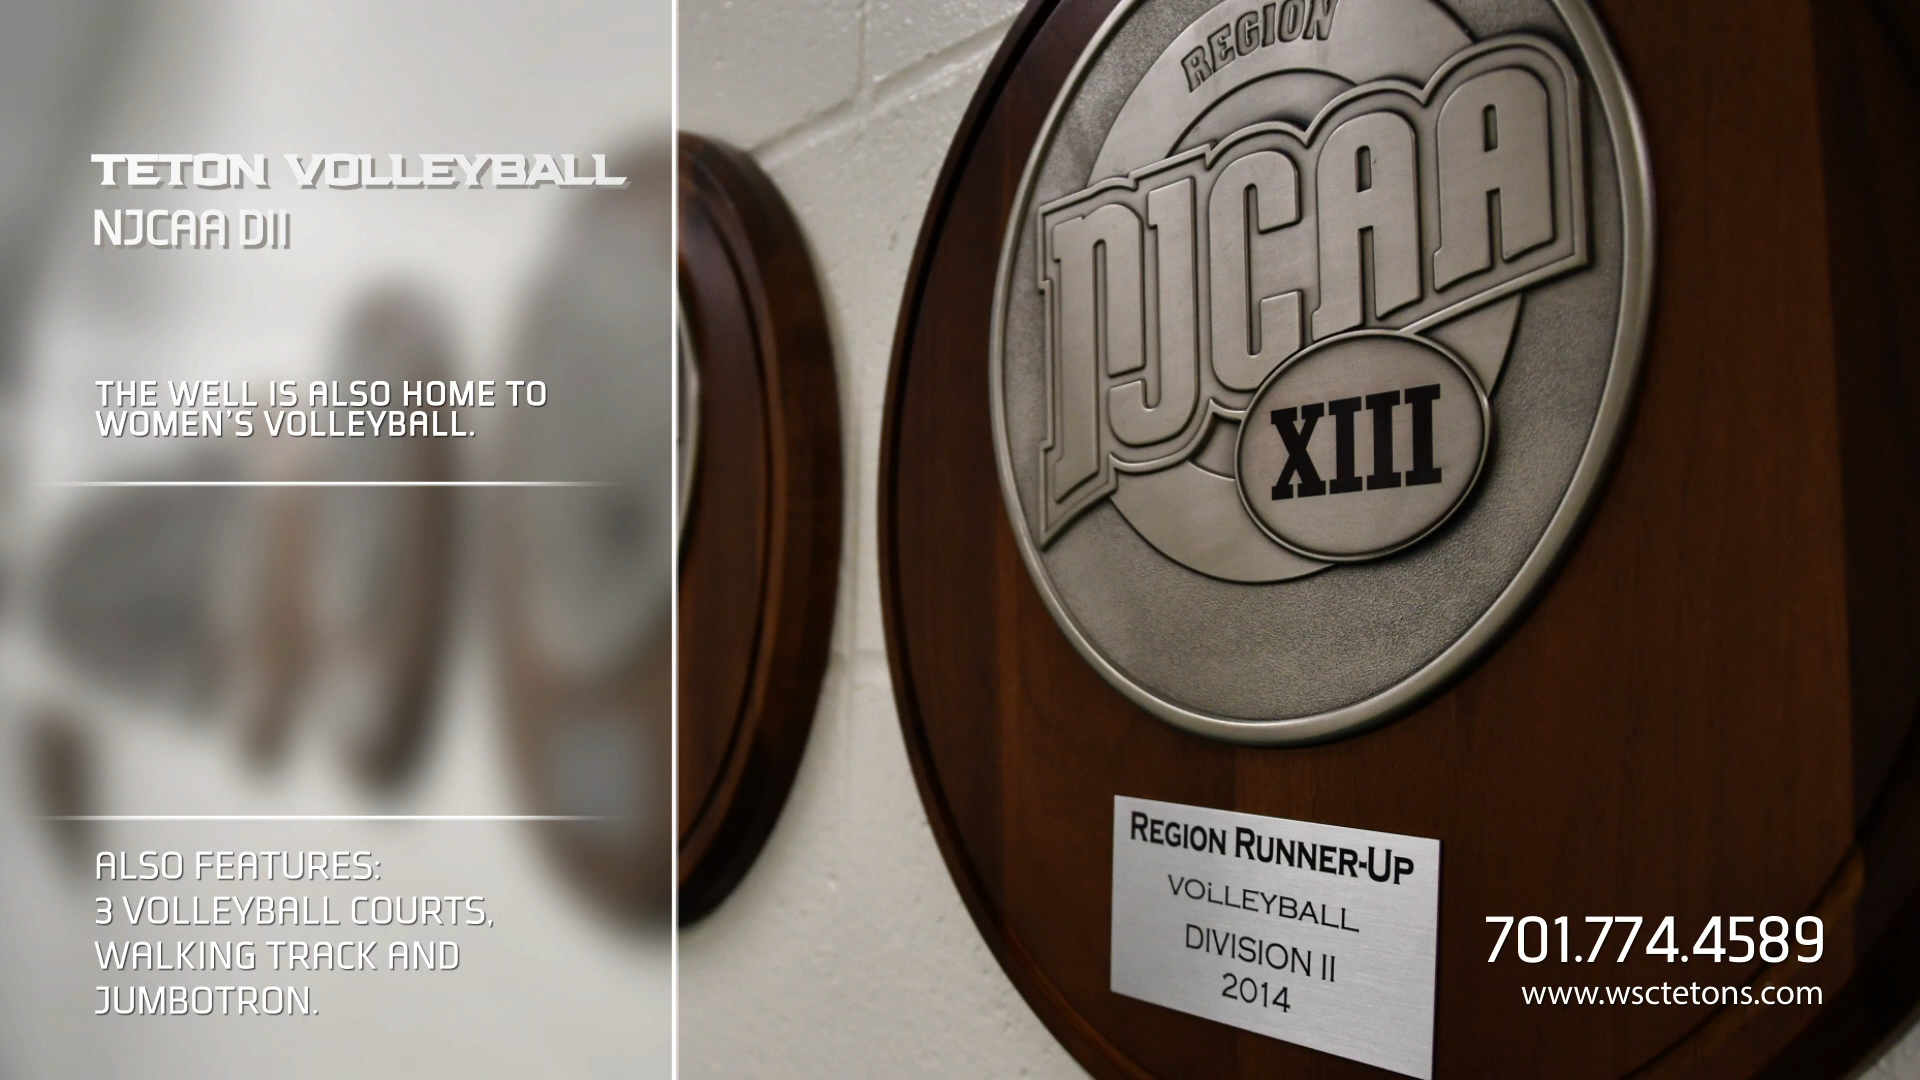 TETON VOLLEYBALL
NJCAA DII
THE WELL IS ALSO HOME TO
WOMEN'S VOLLEYBALL.
ALSO FEATURES:
3 VOLLEYBALL COURTS,
WALKING TRACK AND
JUMBOTRON.
REGION
NJCAA
XIII
REGION RUNNER-UP
VOLLEYBALL
DIVISION II
2014
701.774.4589
www.wsctetons.com